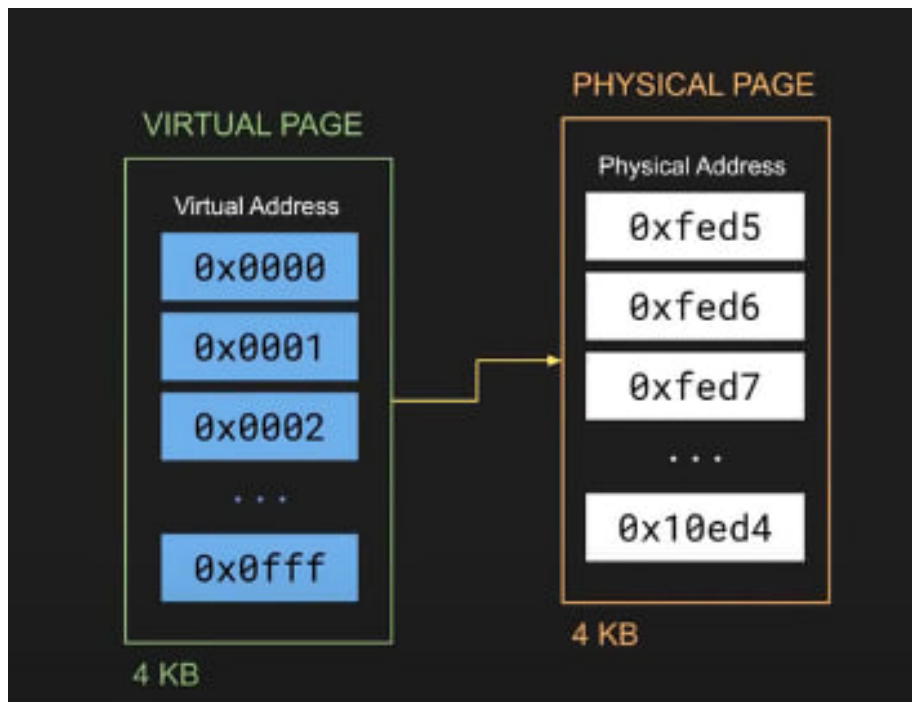 VIRTUAL PAGE
Virtual Address
0x0000
0x0001
0x0002
...
0x0fff
4 KB
PHYSICAL PAGE
Physical Address
0xfed5
0xfed6
0xfed7
...
0x10ed4
4 KB